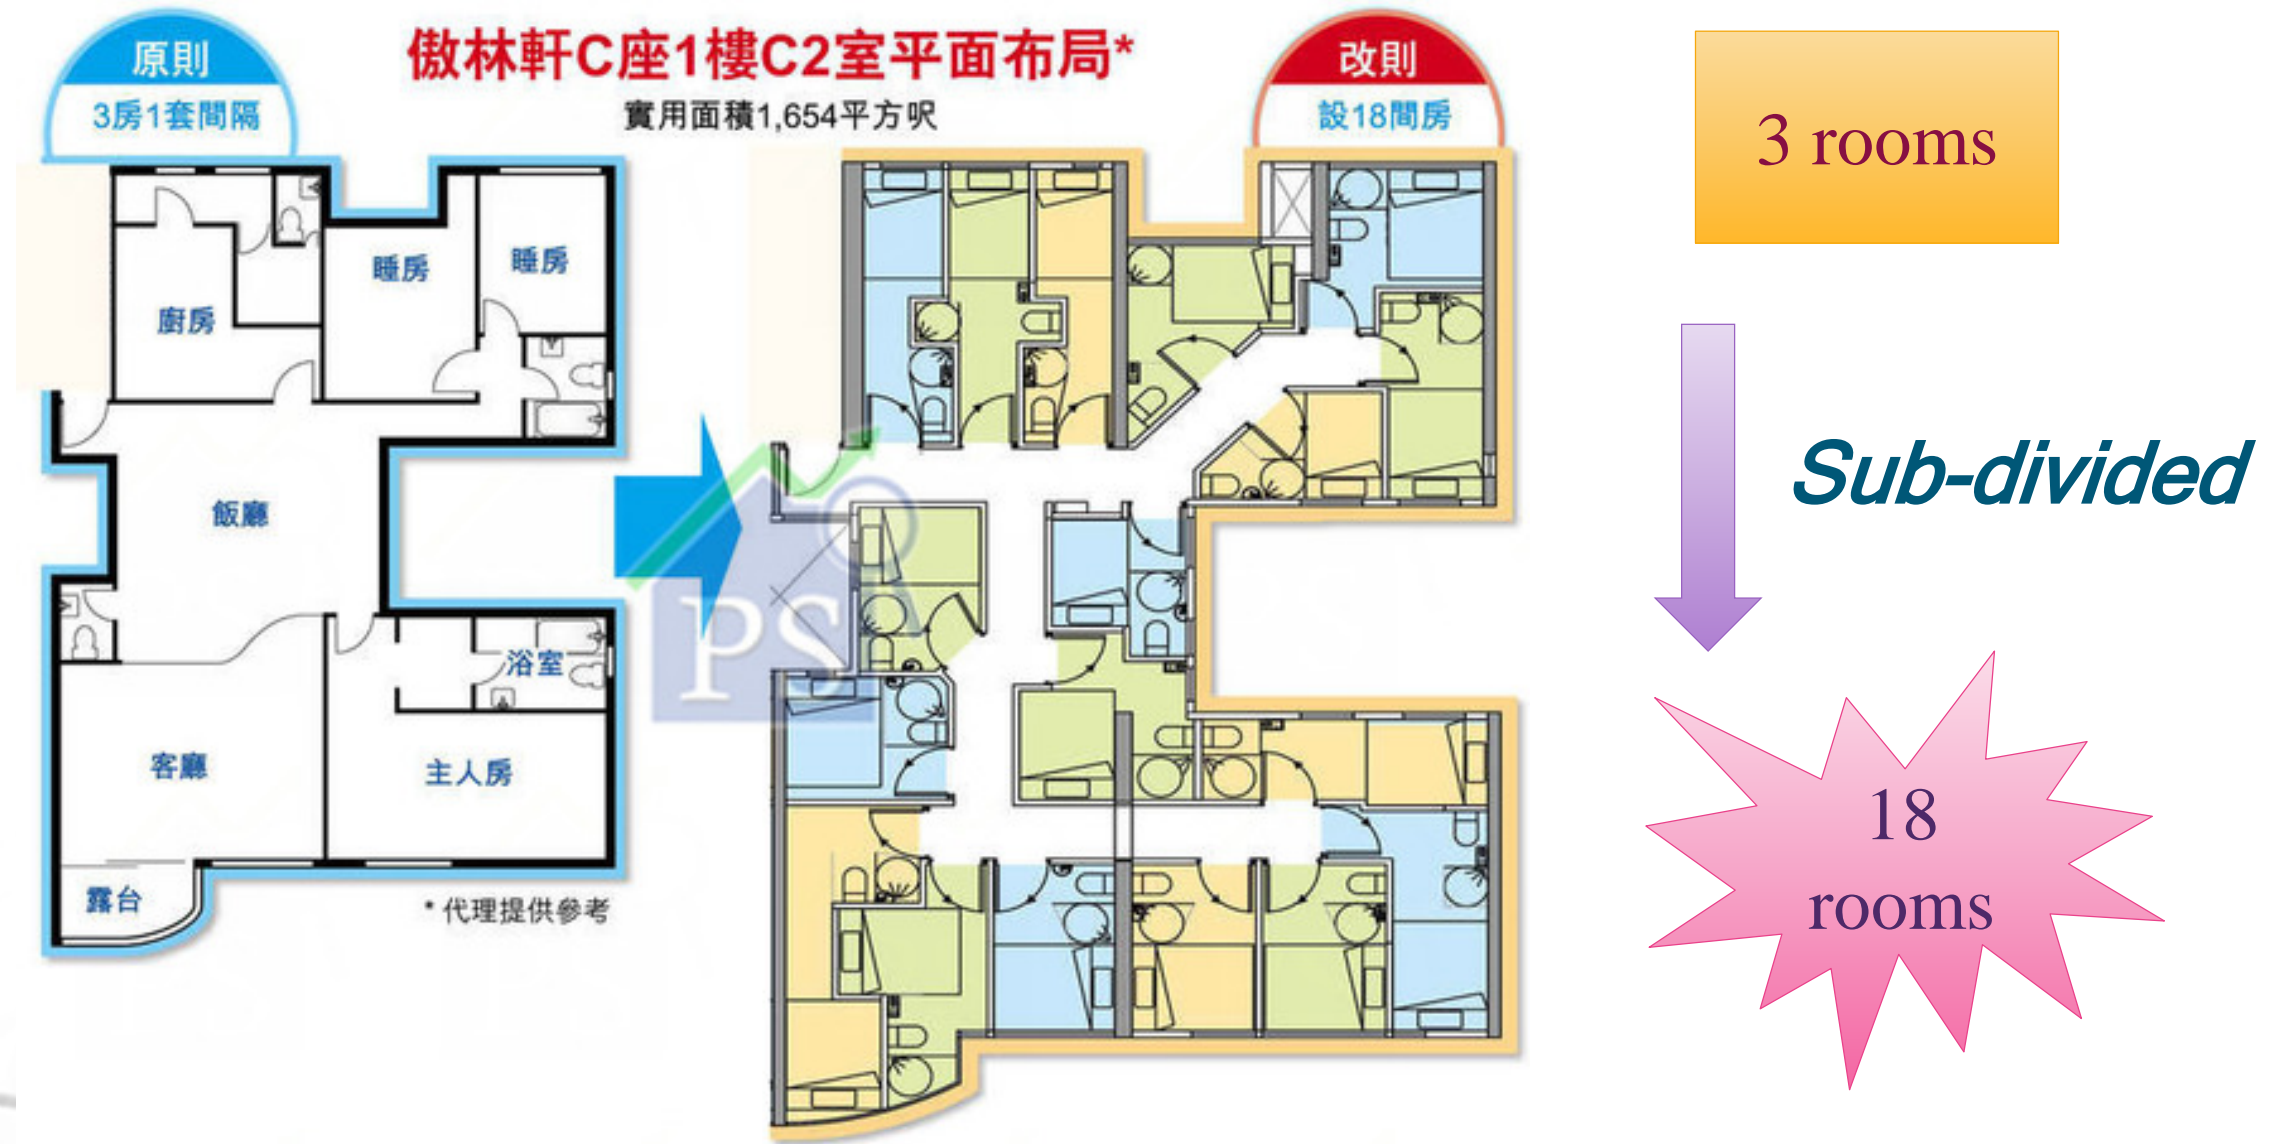 原則
3房1套間隔
傲林軒C座1樓C2室平面布局*
實用面積1,654平方呎
改則
設18間房
廚房
睡房
睡房
飯廳
浴室
客廳
主人房
露台
* 代理提供參考
PS
3 rooms
Sub-divided
18
rooms